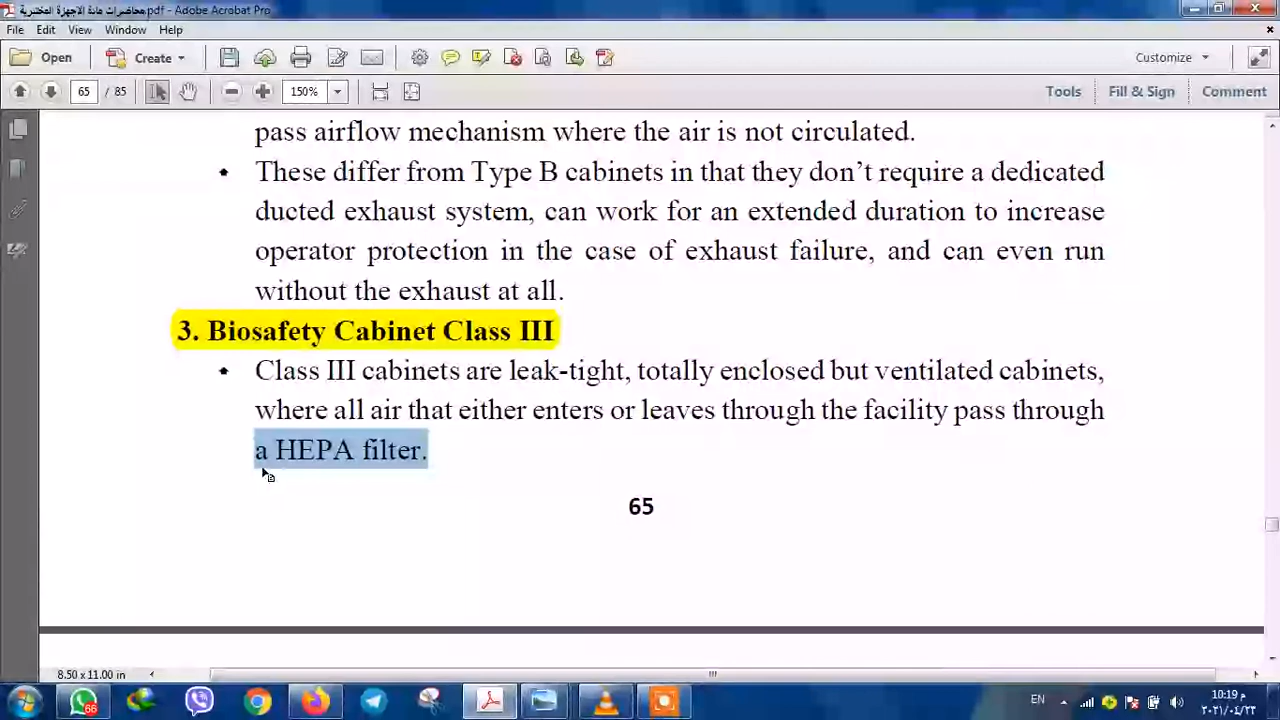 محاضرات مادة الاجهزة المختبرية.pdf - Adobe Acrobat Pro
File Edit View Window Help
Open Create Customize
65 / 85 150% Tools Fill & Sign Comment
pass airflow mechanism where the air is not circulated.
These differ from Type B cabinets in that they don’t require a dedicated
ducted exhaust system, can work for an extended duration to increase
operator protection in the case of exhaust failure, and can even run
without the exhaust at all.
3. Biosafety Cabinet Class III
Class III cabinets are leak-tight, totally enclosed but ventilated cabinets,
where all air that either enters or leaves through the facility pass through
a HEPA filter.
65
8.50 x 11.00 in
66
EN
10:19 م
٢٠٢١/٠٤/٢٣